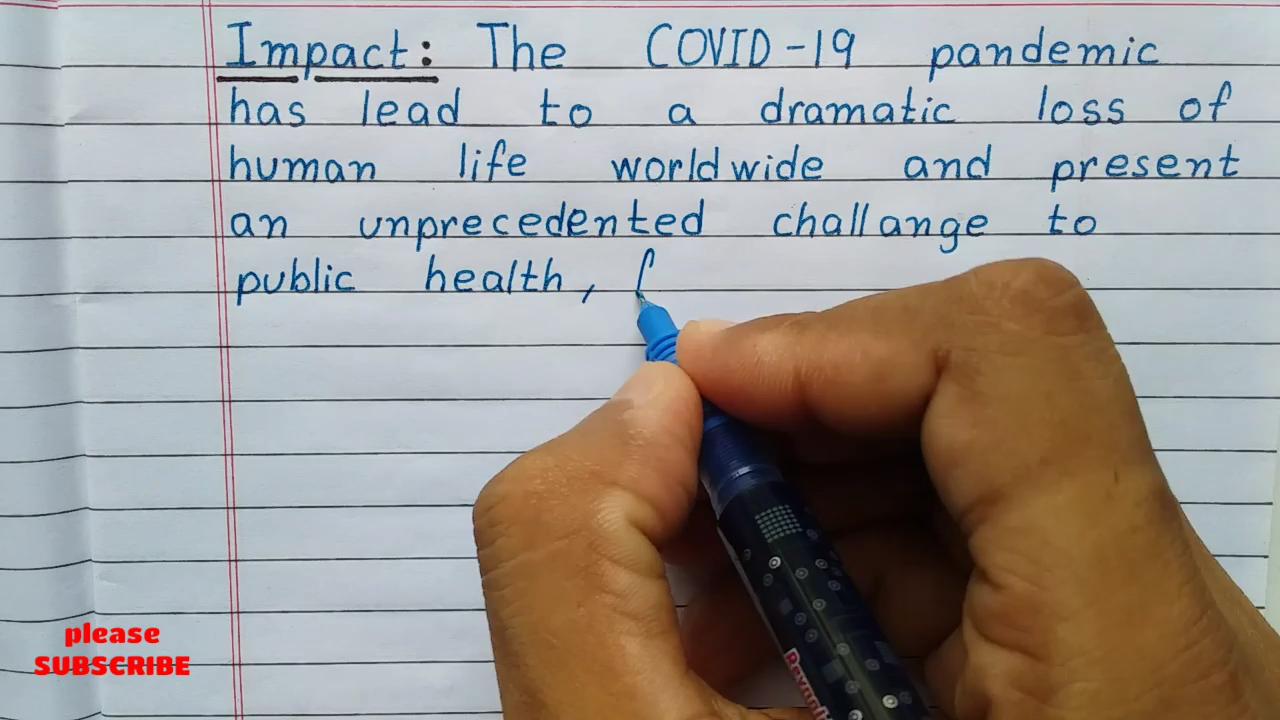 Impact: The COVID-19 pandemic
has lead to a dramatic loss of
human life worldwide and present
an unprecedented challange to
public health, f
please
SUBSCRIBE